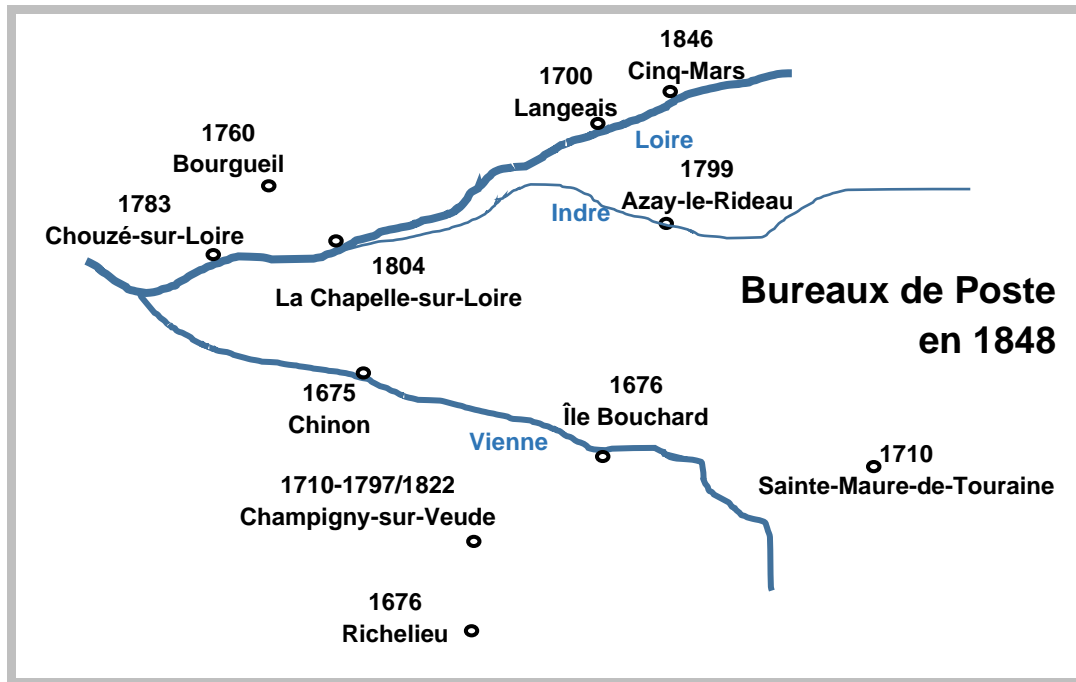 1846
Cinq-Mars
1700
Langeais
Loire
1760
Bourgueil
1799
Azay-le-Rideau
Indre
1783
Chouzé-sur-Loire
1804
La Chapelle-sur-Loire
Bureaux de Poste
en 1848
1675
Chinon
1676
Île Bouchard
Vienne
1710
Sainte-Maure-de-Touraine
1710-1797/1822
Champigny-sur-Veude
1676
Richelieu